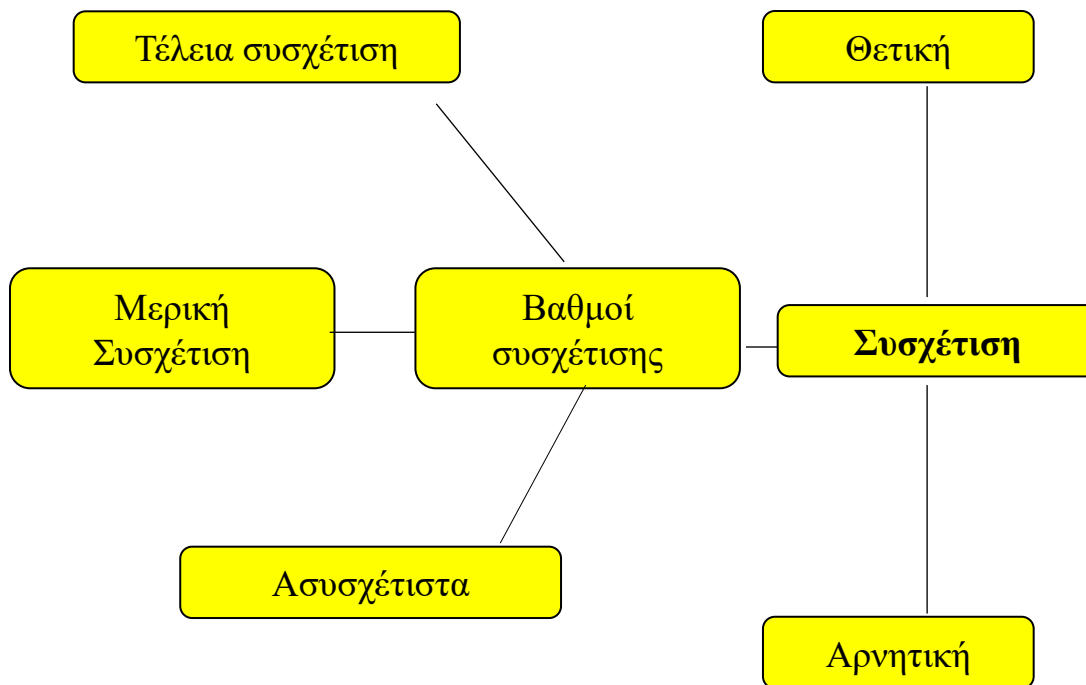 Τέλεια συσχέτιση
Θετική
Μερική
Συσχέτιση
Βαθμοί
συσχέτισης
Συσχέτιση
Ασυσχέτιστα
Αρνητική